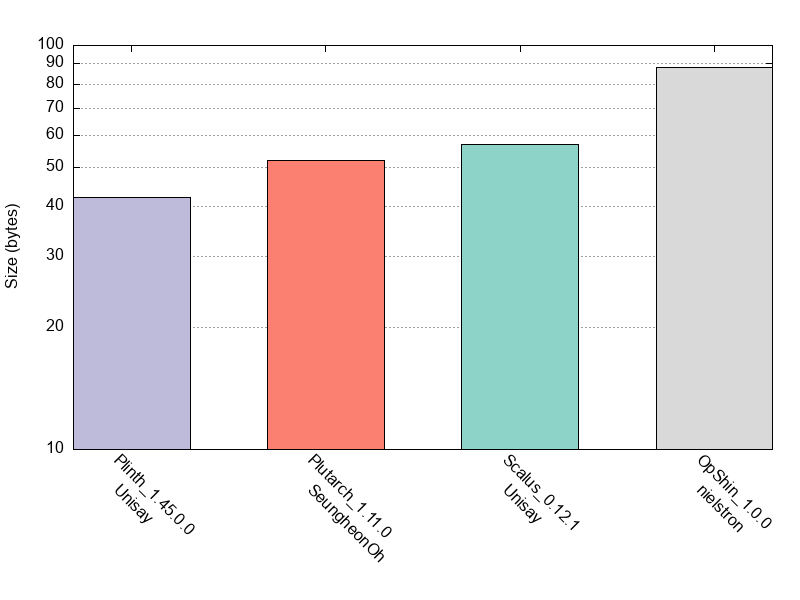 100
90
80
70
60
50
40
30
20
10
Size (bytes)
Plinth_1.45.0.0
Unisay
Plutarch_1.11.0
SeungheonOh
Scalus_0.12.1
Unisay
OpShin_1.0.0
nielstron